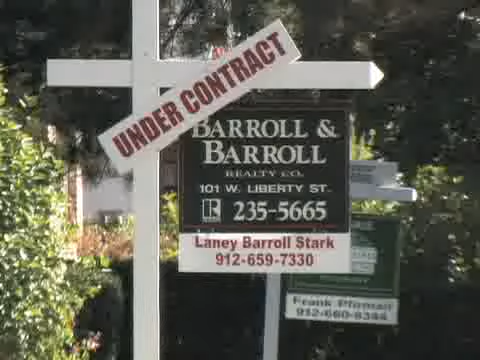 UNDER CONTRACT
BARROLL &
BARROLL
REALTY CO.
101 W. LIBERTY ST.
235-5665
Laney Barroll Stark
912-659-7330
Frank
912-660-8344